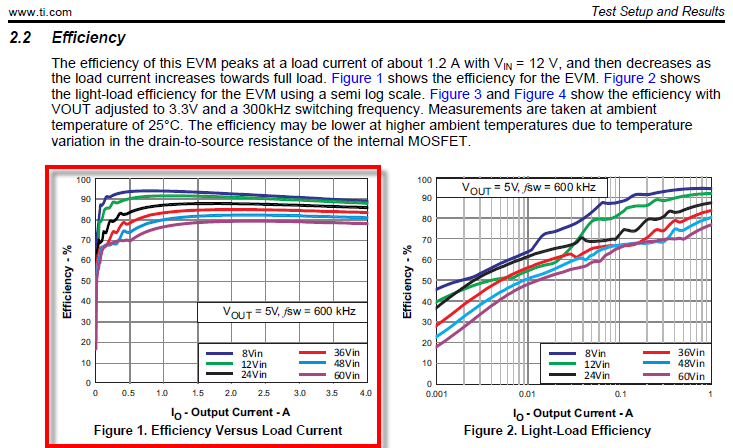 www.ti.com
Test Setup and Results
2.2 Efficiency
The efficiency of this EVM peaks at a load current of about 1.2 A with VIN = 12 V, and then decreases as
the load current increases towards full load. Figure 1 shows the efficiency for the EVM. Figure 2 shows
the light-load efficiency for the EVM using a semi log scale. Figure 3 and Figure 4 show the efficiency with
VOUT adjusted to 3.3V and a 300kHz switching frequency. Measurements are taken at ambient
temperature of 25°C. The efficiency may be lower at higher ambient temperatures due to temperature
variation in the drain-to-source resistance of the internal MOSFET.
100
90
80
70
60
50
40
30
20
10
0
Efficiency - %
VOUT = 5V, fsw = 600 kHz
8Vin
12Vin
24Vin
36Vin
48Vin
60Vin
0 0.5 1.0 1.5 2.0 2.5 3.0 3.5 4.0
IO - Output Current - A
Figure 1. Efficiency Versus Load Current
100
90
80
70
60
50
40
30
20
10
0
Efficiency - %
VOUT = 5V, fsw = 600 kHz
8Vin
12Vin
24Vin
36Vin
48Vin
60Vin
0.001 0.01 0.1 1
IO - Output Current - A
Figure 2. Light-Load Efficiency